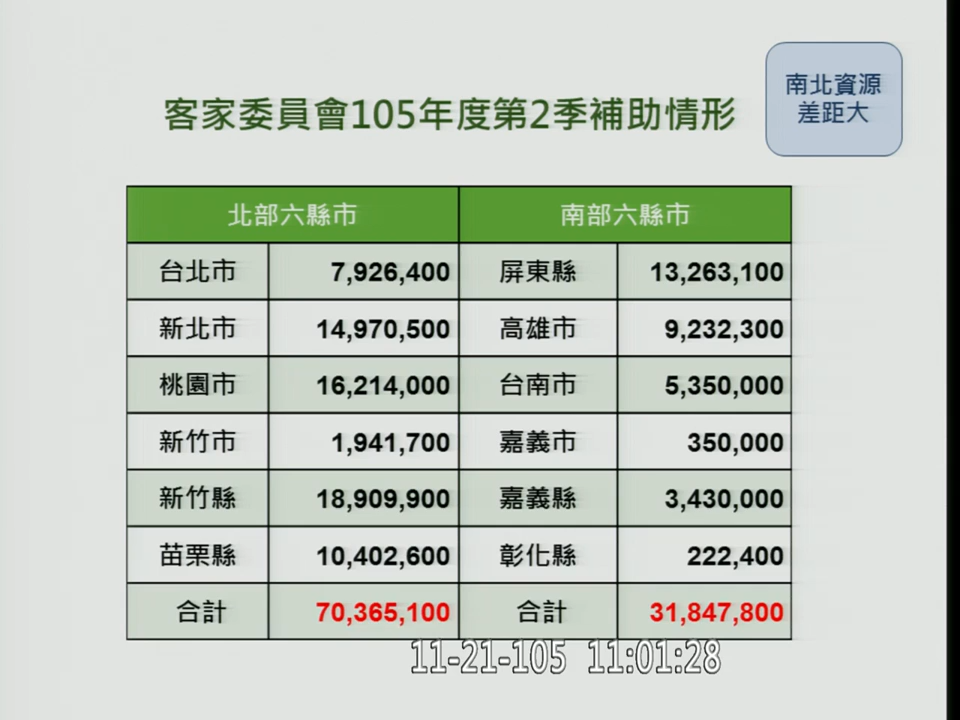 南北資源
差距大
客家委員會105年度第2季補助情形
北部六縣市 南部六縣市
台北市 7,926,400 屏東縣 13,263,100
新北市 14,970,500 高雄市 9,232,300
桃園市 16,214,000 台南市 5,350,000
新竹市 1,941,700 嘉義市 350,000
新竹縣 18,909,900 嘉義縣 3,430,000
苗栗縣 10,402,600 彰化縣 222,400
合計 70,365,100 合計 31,847,800
11-21-105 11:01:28